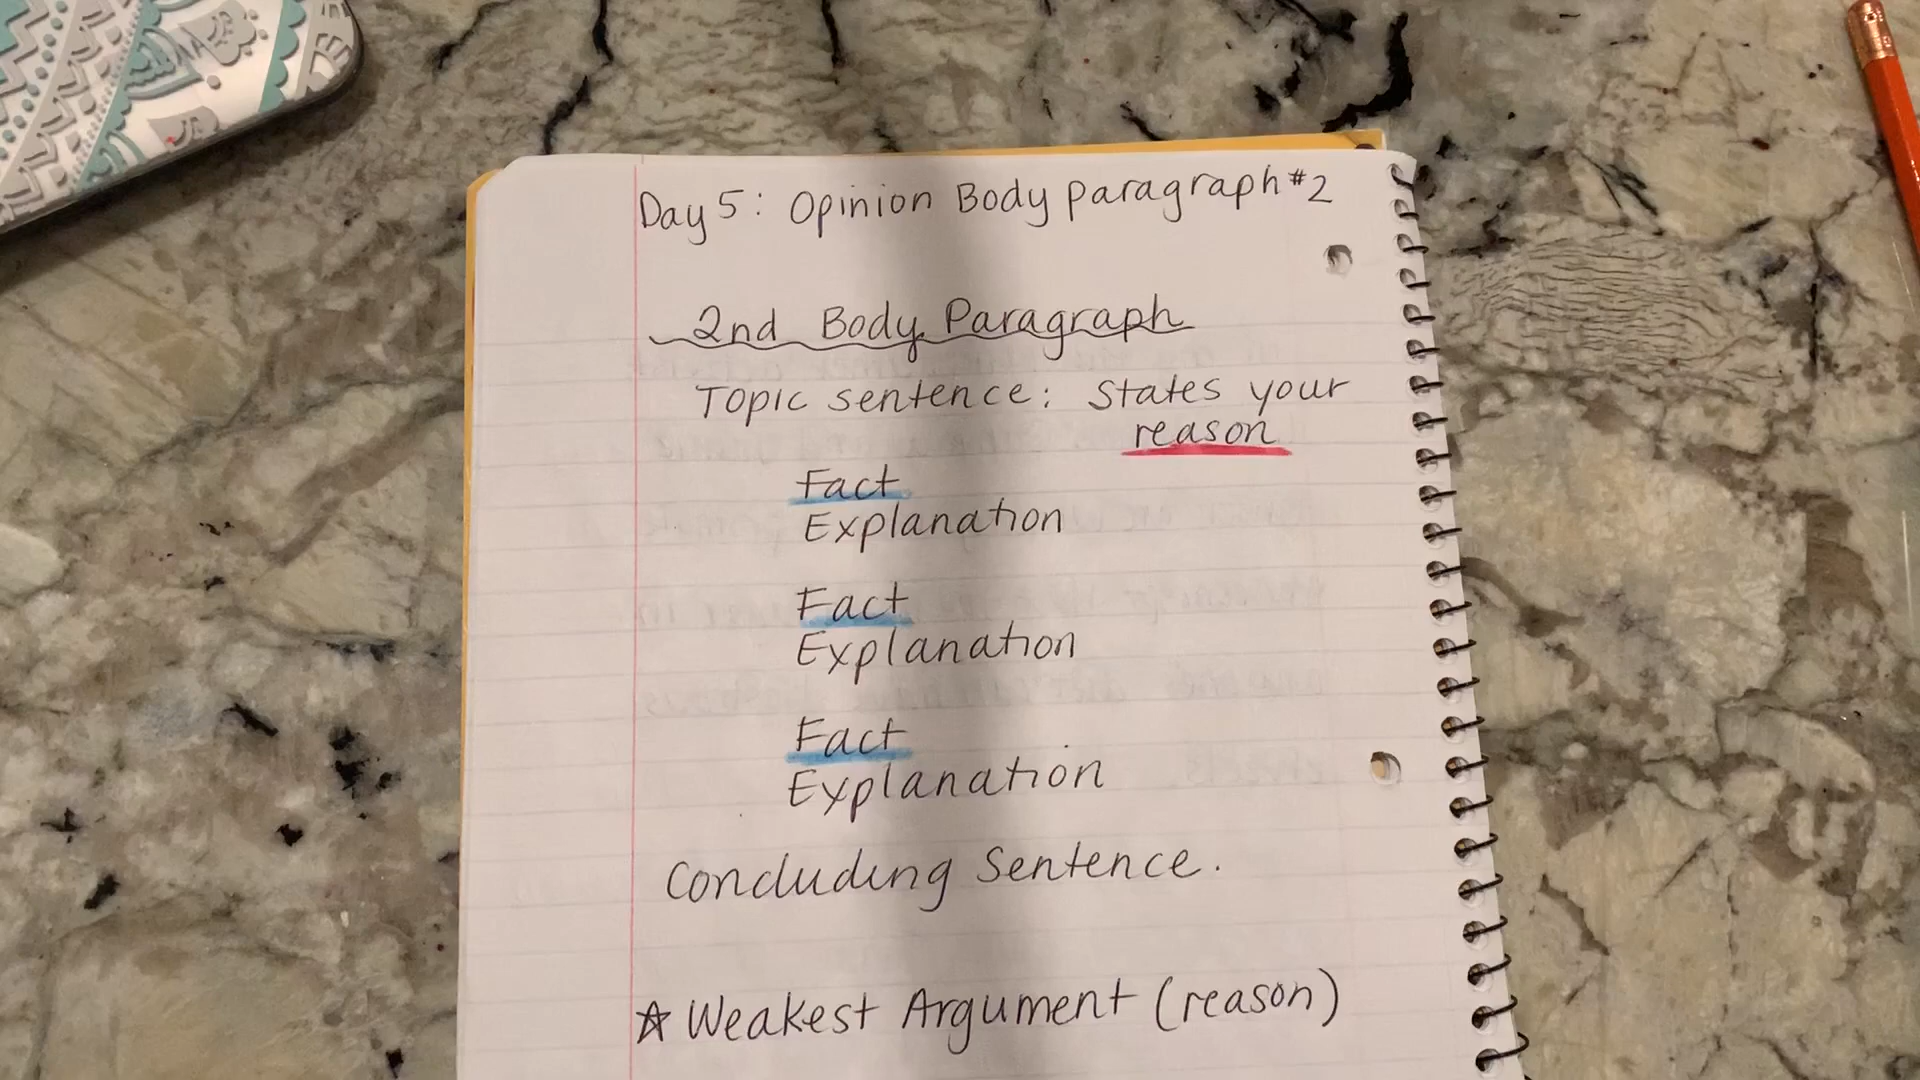 Day 5: Opinion Body Paragraph #2
2nd Body Paragraph
Topic sentence: States your
reason
Fact
Explanation
Fact
Explanation
Fact
Explanation
Concluding Sentence.
☆ Weakest Argument (reason)